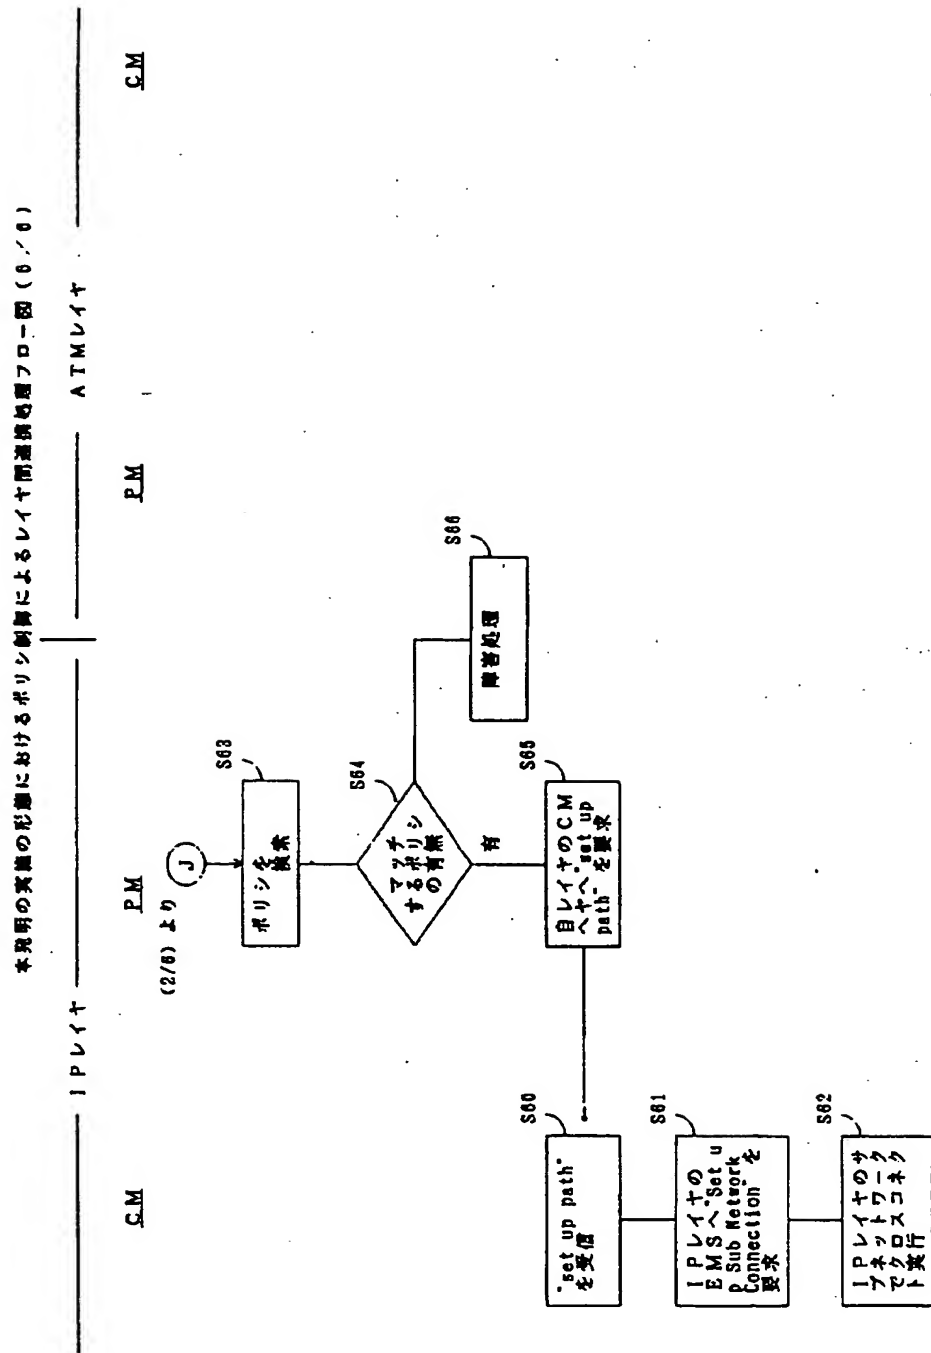 本発明の実施の形態におけるポリシ制御によるレイヤ間連携処理フロー図(6/6)
IPレイヤ
ATMレイヤ
CM
PM
PM
CM
(2/6)より
J
S63
ポリシを
検索
S64
マッチ
するポリシ
の有無
有
S66
障害処理
S65
自レイヤのCM
へヤへ"set up
path"を要求
S60
"set up path"
を受信
S61
IPレイヤの
EMSへ"Set u
p Sub Network
Connection"を
要求
S62
IPレイヤのサ
ブネットワーク
でクロスコネク
ト実行